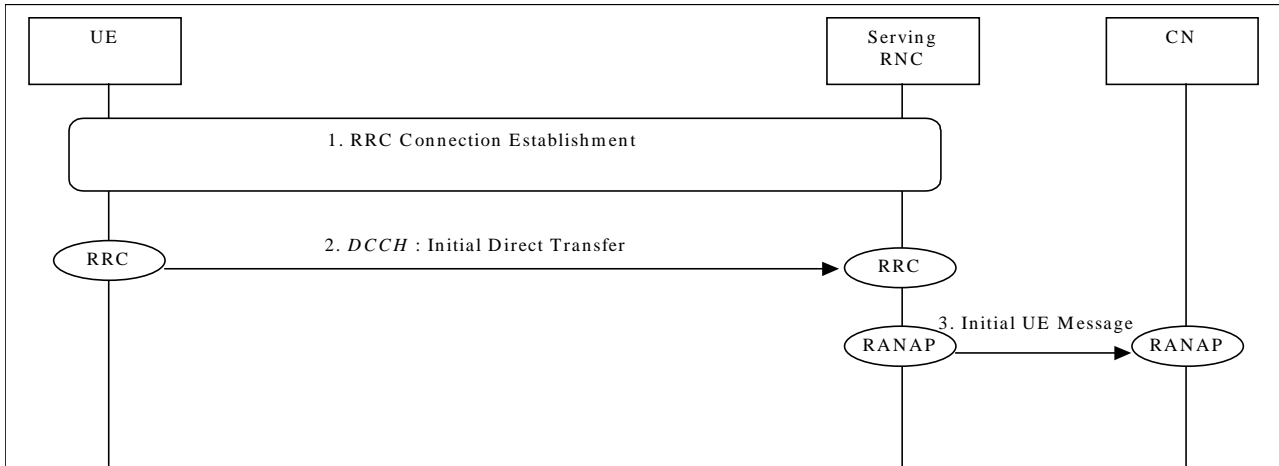 UE
Serving
RNC
CN
1. RRC Connection Establishment
2. DCCH : Initial Direct Transfer
RRC
RRC
3. Initial UE Message
RANAP
RANAP